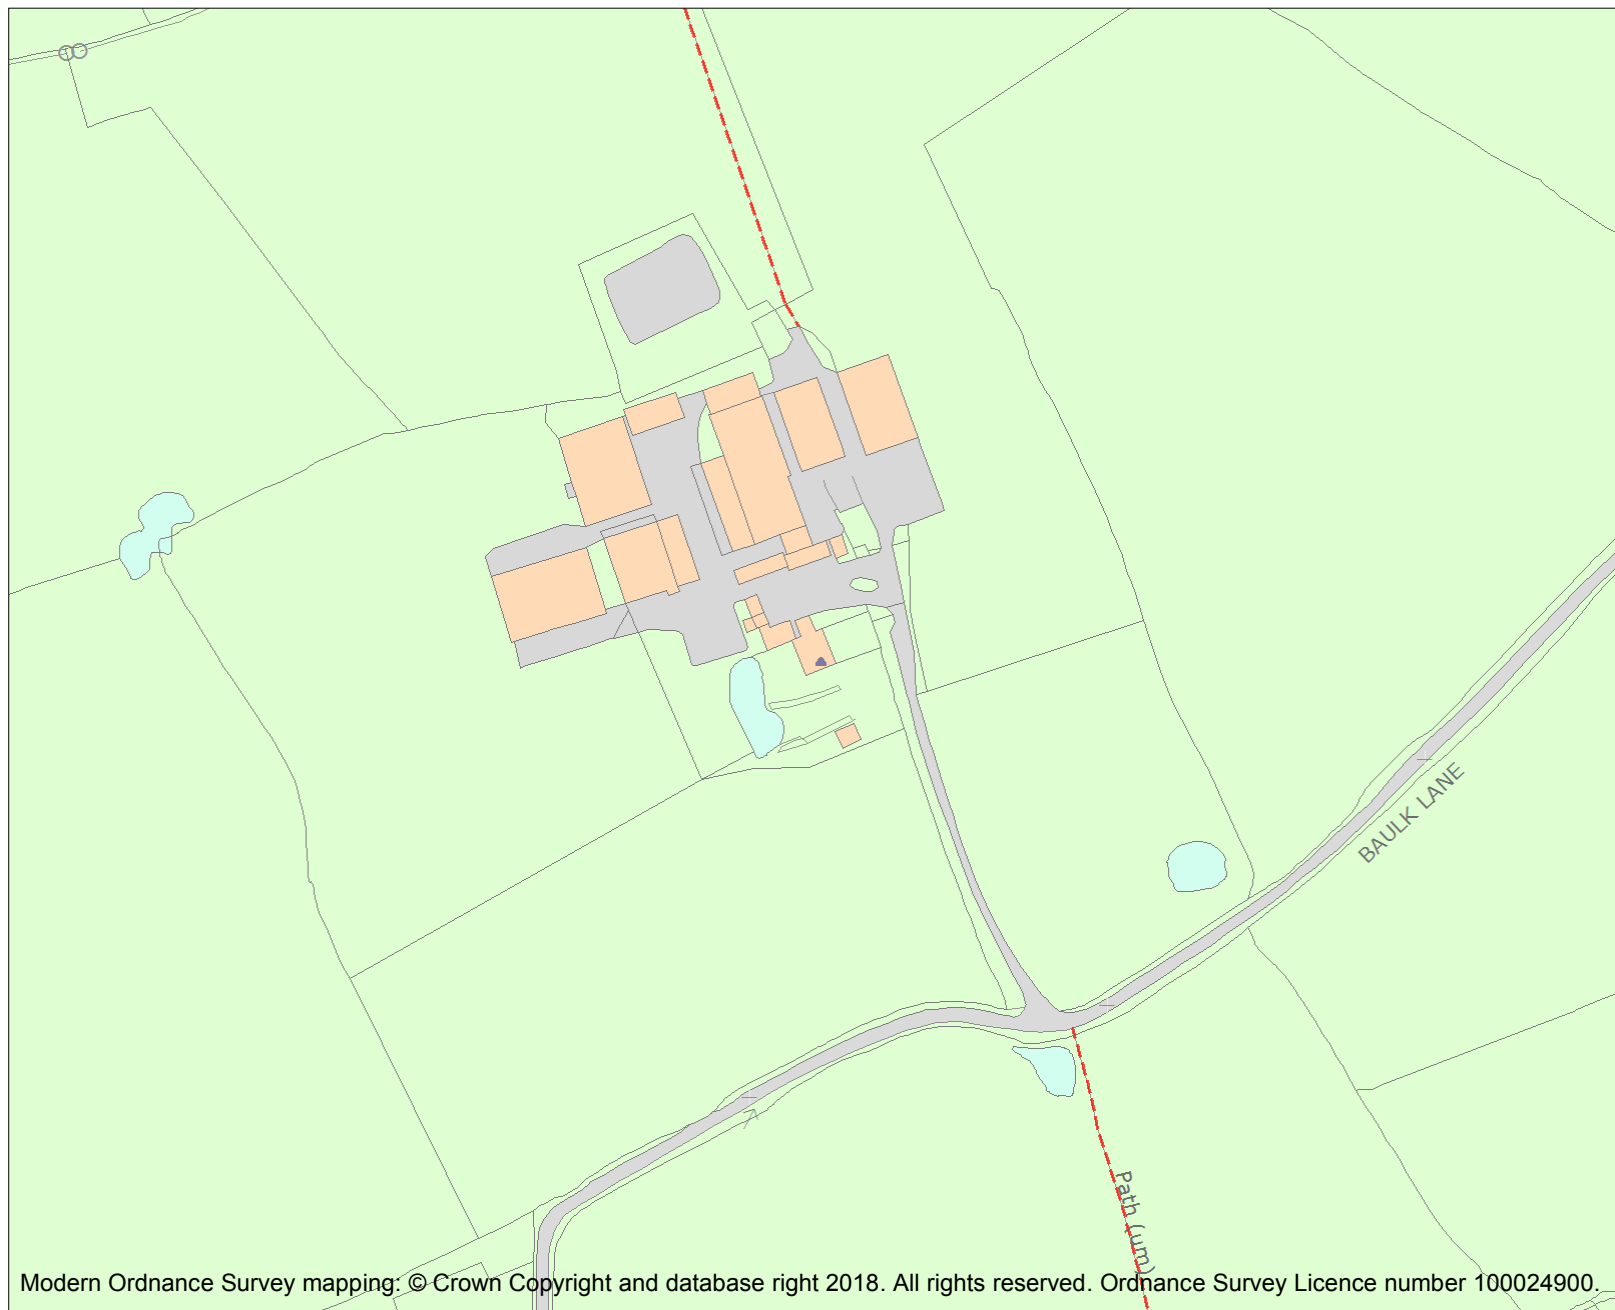 BAULK LANE
Path (um)
Modern Ordnance Survey mapping: © Crown Copyright and database right 2018. All rights reserved. Ordnance Survey Licence number 100024900.